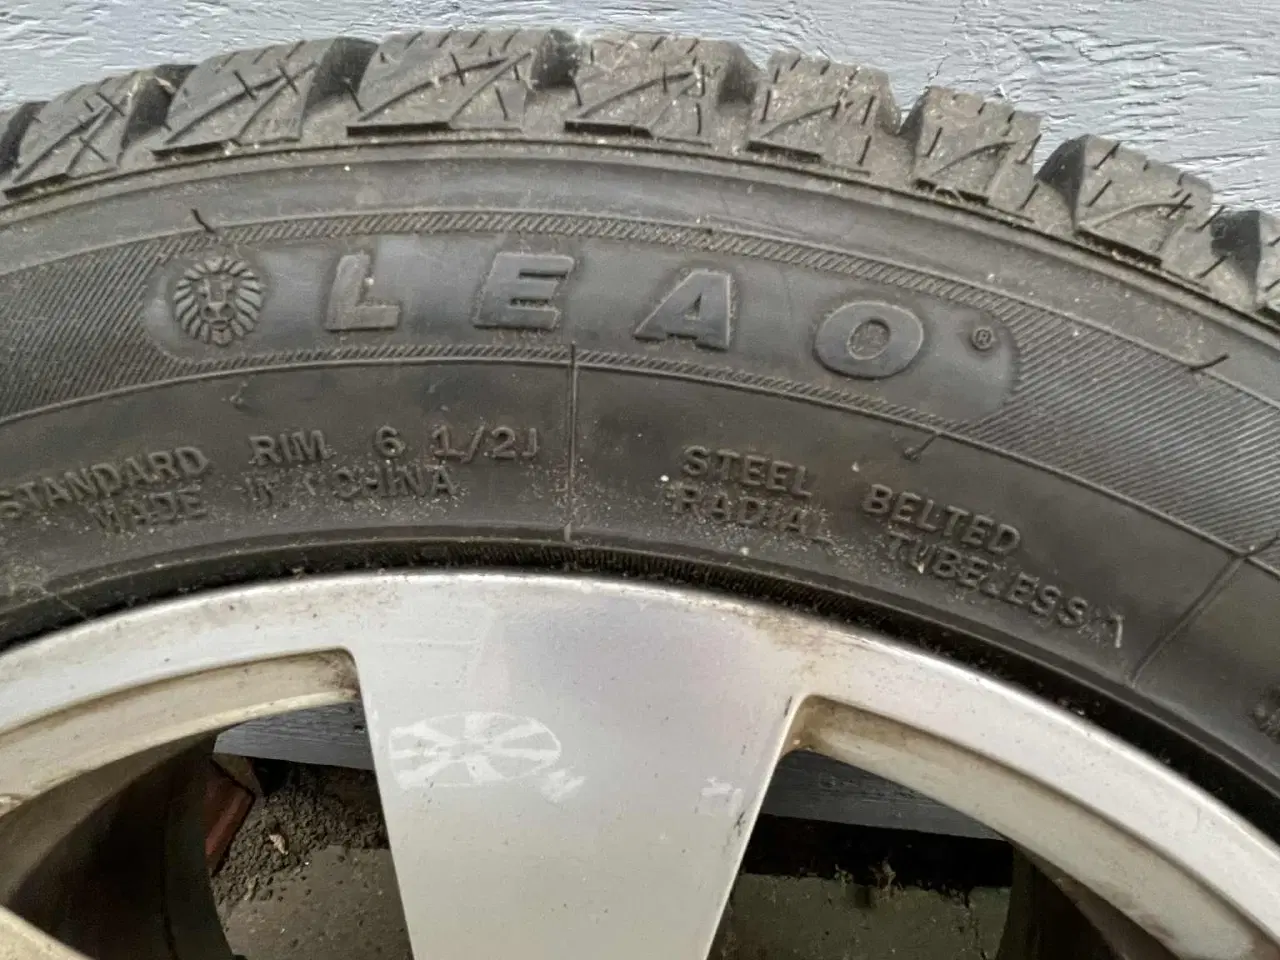 LEAO ®
STANDARD RIM 6 1/2J
MADE IN CHINA
STEEL BELTED
RADIAL TUBELESS